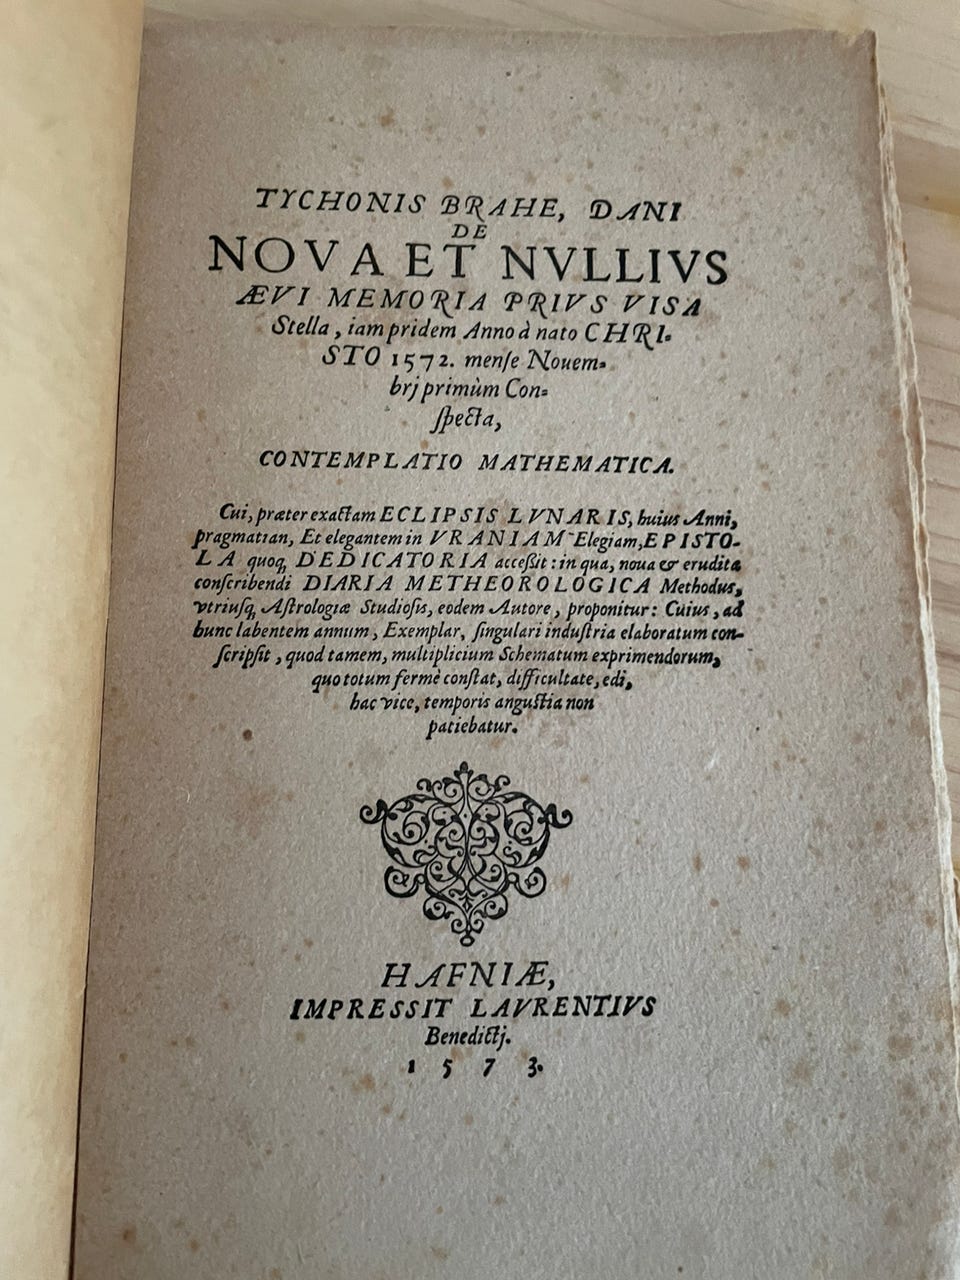 TYCHONIS BRAHE, DANI
DE
NOVA ET NVLLIVS
ÆVI MEMORIA PRIVS VISA
Stella, iam pridem Anno à nato CHRI-
STO 1572. menſe Nouem-
brj primùm Con-
ſpecta,
CONTEMPLATIO MATHEMATICA.
Cui, præter exactam ECLIPSIS LVNARIS, huius Anni,
pragmatian, Et elegantem in VRANIAM Elegiam, EPISTO-
LA quoq; DEDICATORIA acceßit: in qua, noua & erudita
conſcribendi DIARIA METHEOROLOGICA Methodus,
vtriuſq; Aſtrologiæ Studioſis, eodem Autore, proponitur: Cuius, ad
hunc labentem annum, Exemplar, ſingulari induſtria elaboratum con-
ſcripſit, quod tamen, multiplicium Schematum exprimendorum,
quo totum fermè conſtat, difficultate, edi,
hac vice, temporis anguſtia non
patiebatur.
HAFNIÆ,
IMPRESSIT LAVRENTIVS
Benedictj.
1573.